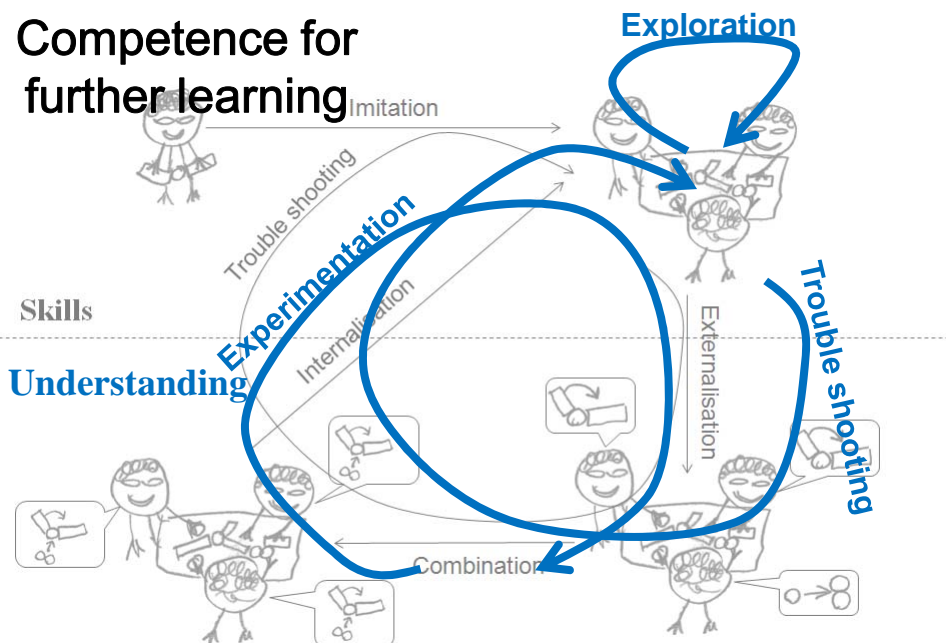 Competence for
further learning
Exploration
Imitation
Trouble shooting
Experimentation
Internalisation
Trouble shooting
Externalisation
Skills
Understanding
Combination